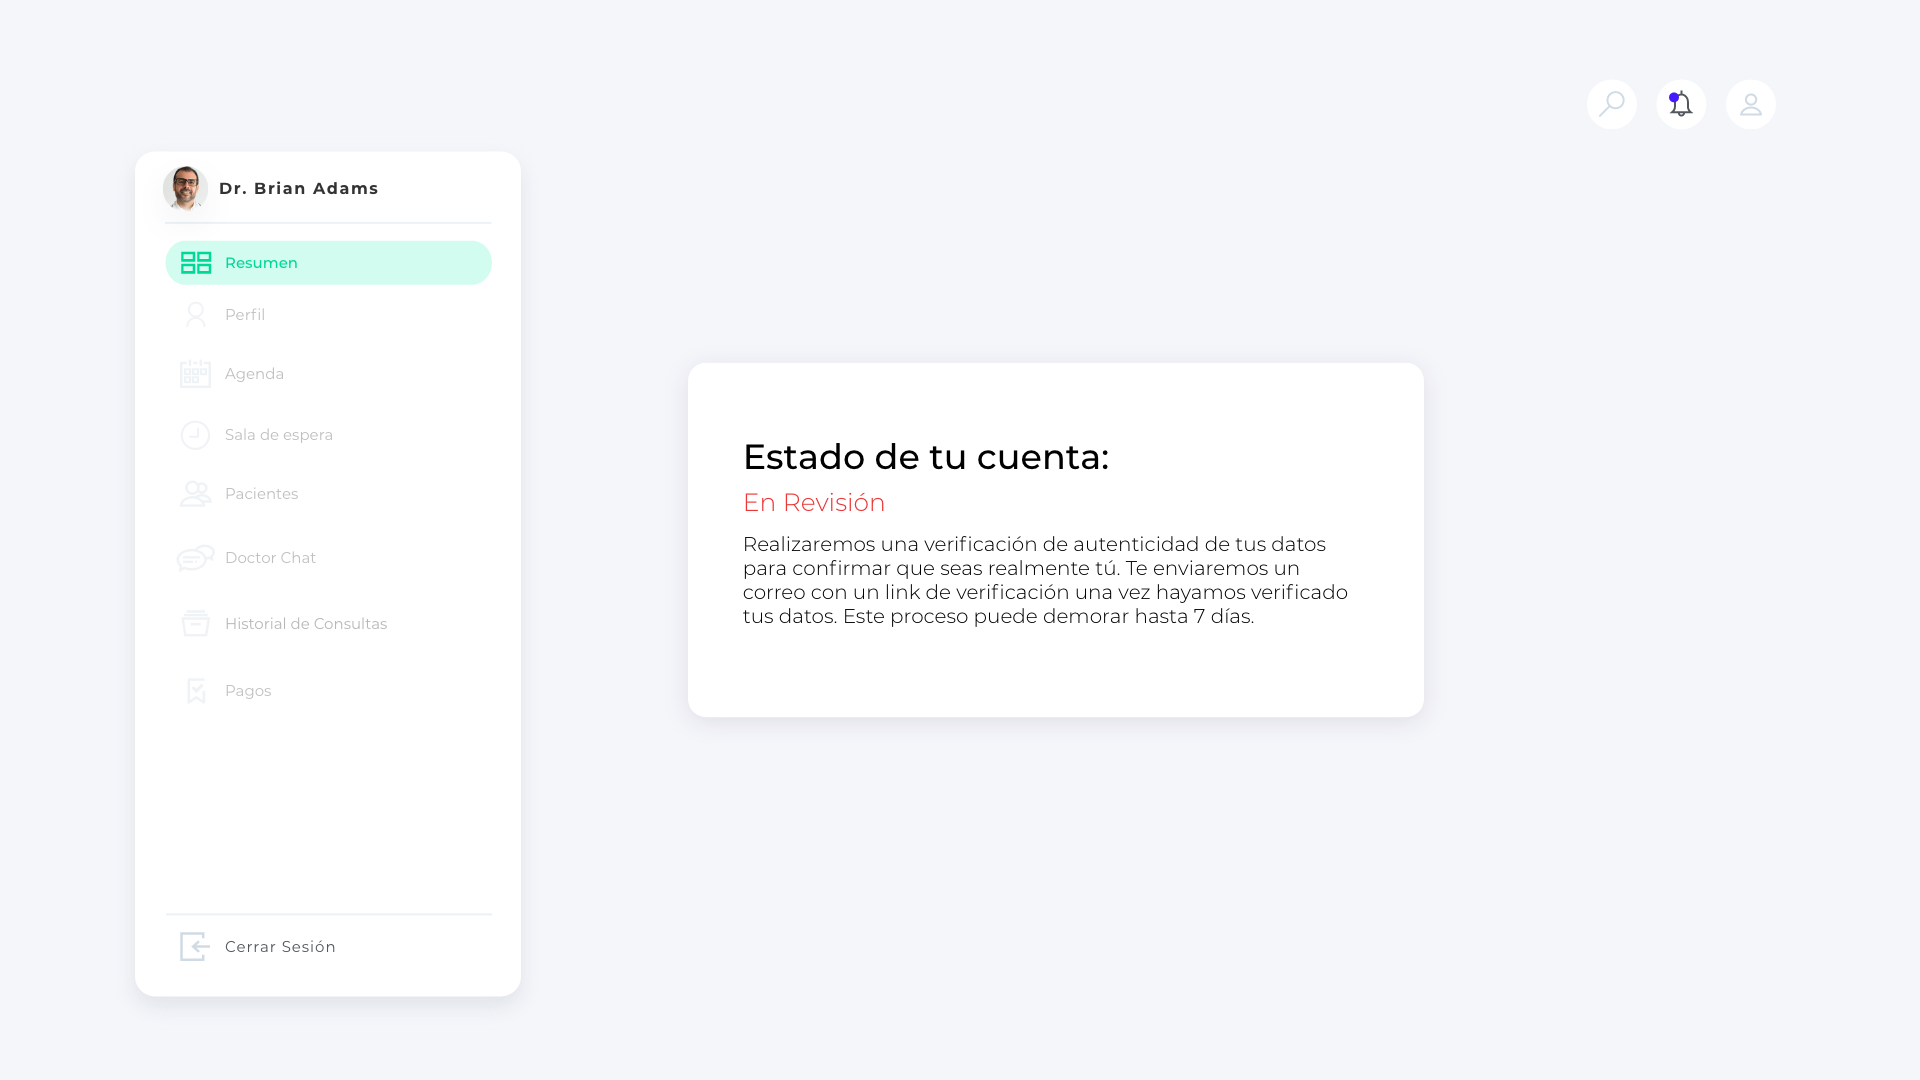 Dr. Brian Adams
Resumen
Perfil
Agenda
Sala de espera
Pacientes
Doctor Chat
Historial de Consultas
Pagos
Cerrar Sesión
Estado de tu cuenta:
En Revisión
Realizaremos una verificación de autenticidad de tus datos
para confirmar que seas realmente tú. Te enviaremos un
correo con un link de verificación una vez hayamos verificado
tus datos. Este proceso puede demorar hasta 7 días.